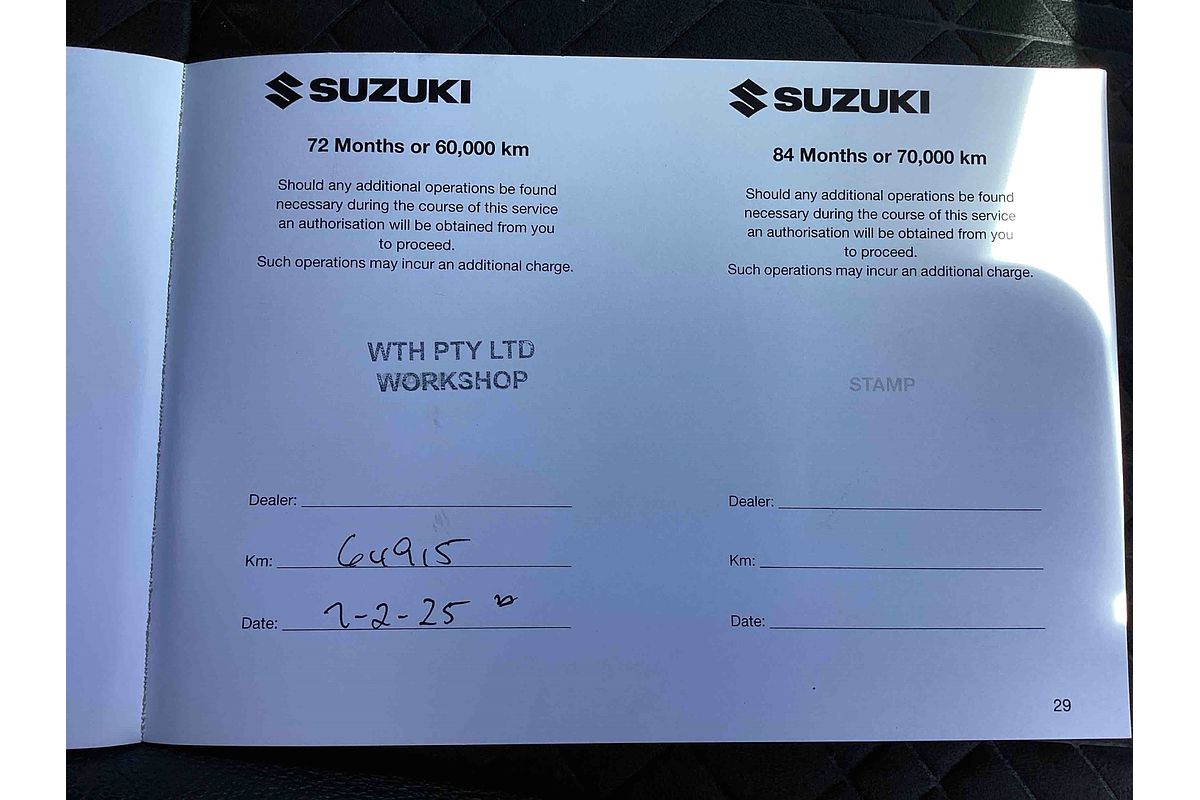 SUZUKI
72 Months or 60,000 km
Should any additional operations be found
necessary during the course of this service
an authorisation will be obtained from you
to proceed.
Such operations may incur an additional charge.
WTH PTY LTD
WORKSHOP
Dealer:
Km: 64915
Date: 1-2-25
SUZUKI
84 Months or 70,000 km
Should any additional operations be found
necessary during the course of this service
an authorisation will be obtained from you
to proceed.
Such operations may incur an additional charge.
STAMP
Dealer:
Km:
Date:
29